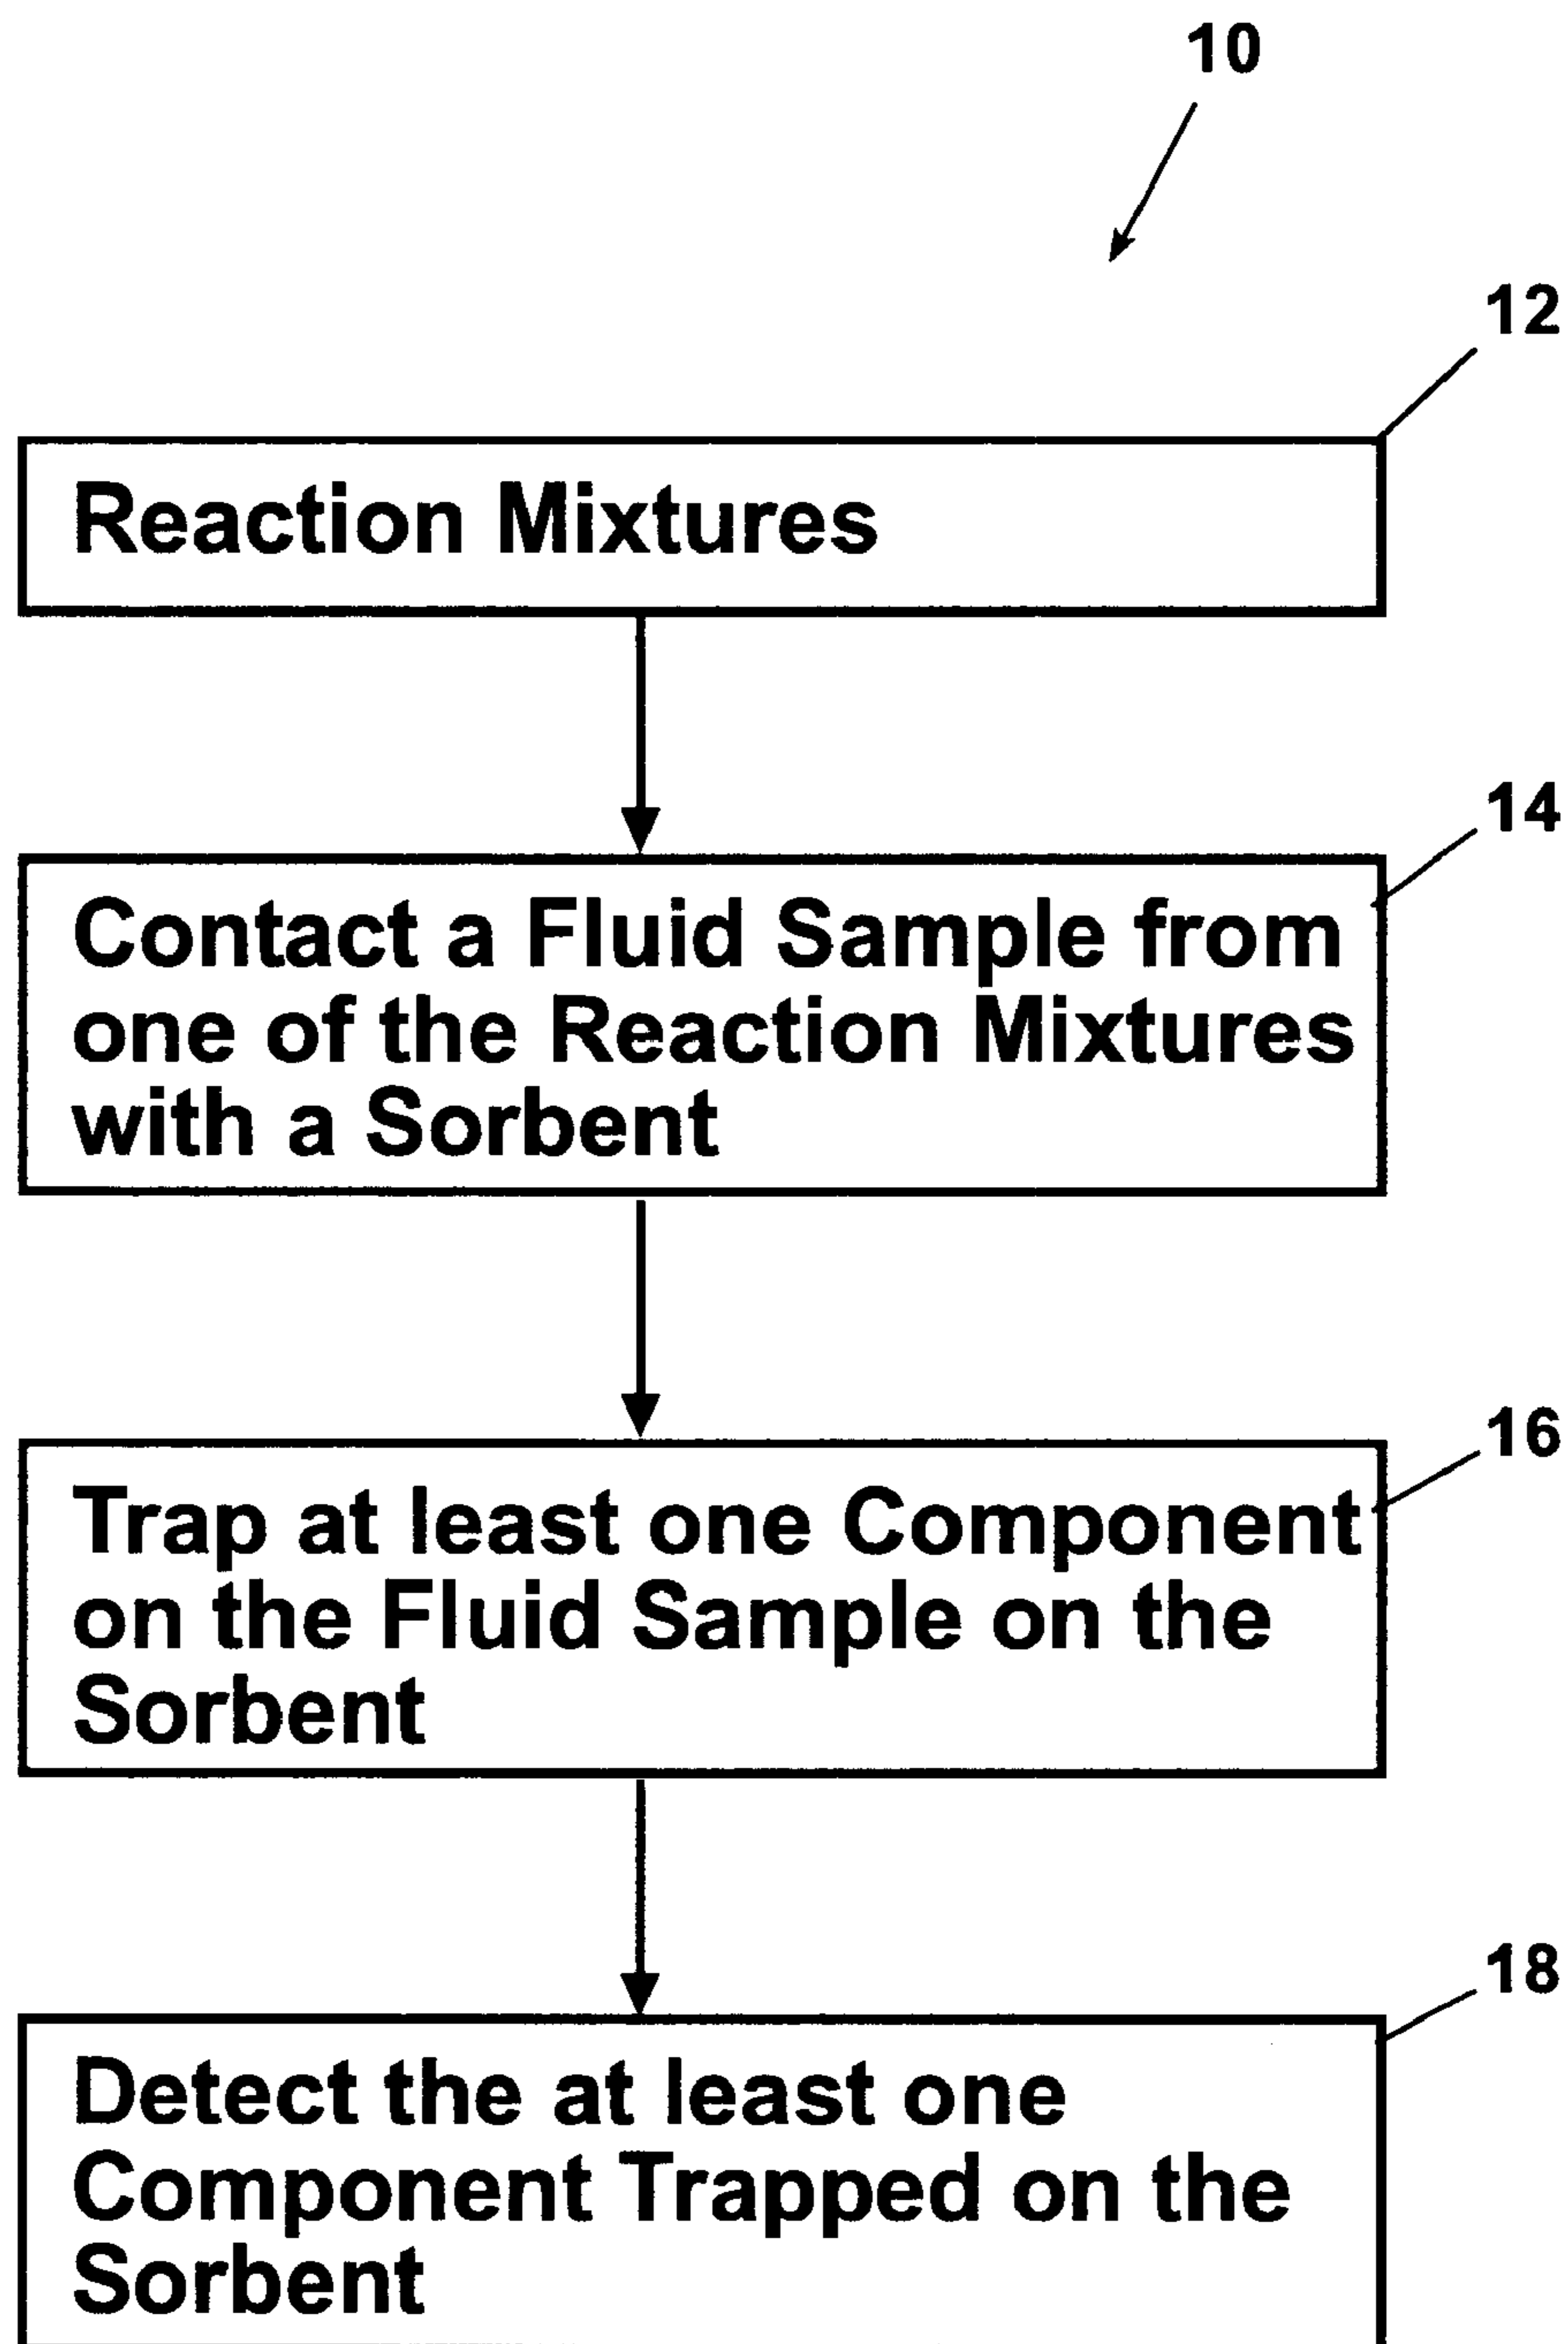 10
12
Reaction Mixtures
14
Contact a Fluid Sample from
one of the Reaction Mixtures
with a Sorbent
16
Trap at least one Component
on the Fluid Sample on the
Sorbent
18
Detect the at least one
Component Trapped on the
Sorbent